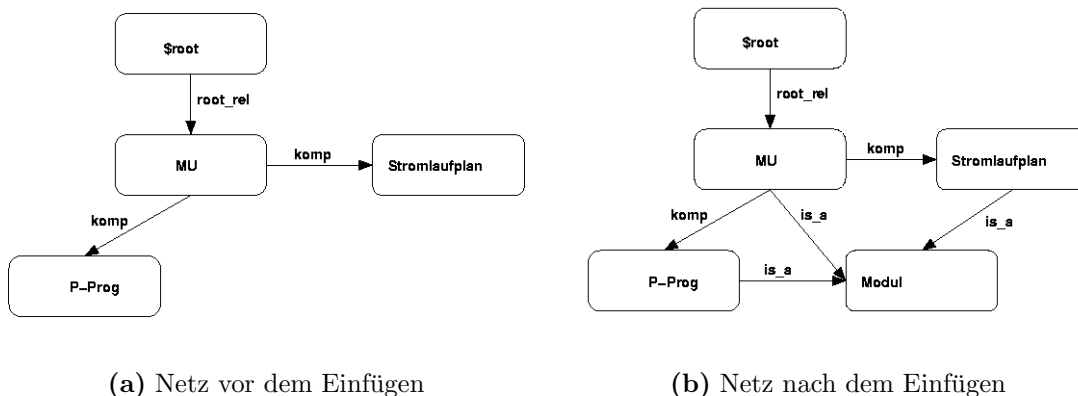 $root
root_rel
MU
komp
Stromlaufplan
komp
P-Prog
(a) Netz vor dem Einfügen
$root
root_rel
MU
komp
Stromlaufplan
komp
is_a
is_a
P-Prog
is_a
Modul
(b) Netz nach dem Einfügen